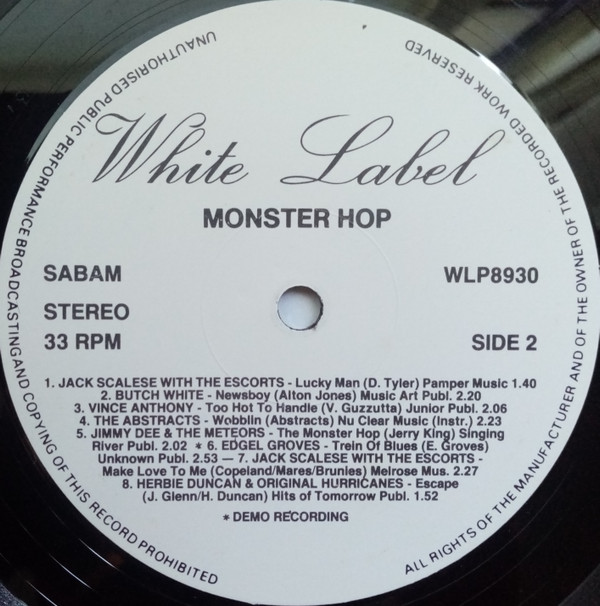 UNAUTHORISED PUBLIC PERFORMANCE BROADCASTINGAND COPYING OF THIS RECORD PROHIBITED
ALL RIGHTS OF THE MANUFACTURER AND OF THE OWNER OF THE RECORDED WORK RESERVED
White Label
MONSTER HOP
SABAM WLP8930
STEREO
33 RPM SIDE 2
1. JACK SCALESE WITH THE ESCORTS - Lucky Man (D. Tyler) Pamper Music 1.40
2. BUTCH WHITE - Newsboy (Alton Jones) Music Art Publ. 2.20
3. VINCE ANTHONY - Too Hot To Handle (V. Guzzutta) Junior Publ. 2.06
4. THE ABSTRACTS - Wobblin (Abstracts) Nu Clear Music (Instr.) 2.23
5. JIMMY DEE & THE METEORS - The Monster Hop (Jerry King) Singing
River Publ. 2.02 * 6. EDGEL GROVES - Trein Of Blues (E. Groves)
Unknown Publ. 2.53 — 7. JACK SCALESE WITH THE ESCORTS -
Make Love To Me (Copeland/Mares/Brunies) Melrose Mus. 2.27
8. HERBIE DUNCAN & ORIGINAL HURRICANES - Escape
(J. Glenn/H. Duncan) Hits of Tomorrow Publ. 1.52
* DEMO RECORDING